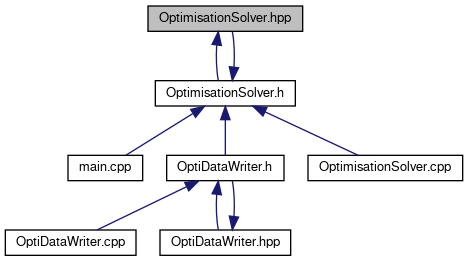 OptimisationSolver.hpp
OptimisationSolver.h
main.cpp
OptiDataWriter.h
OptimisationSolver.cpp
OptiDataWriter.cpp
OptiDataWriter.hpp